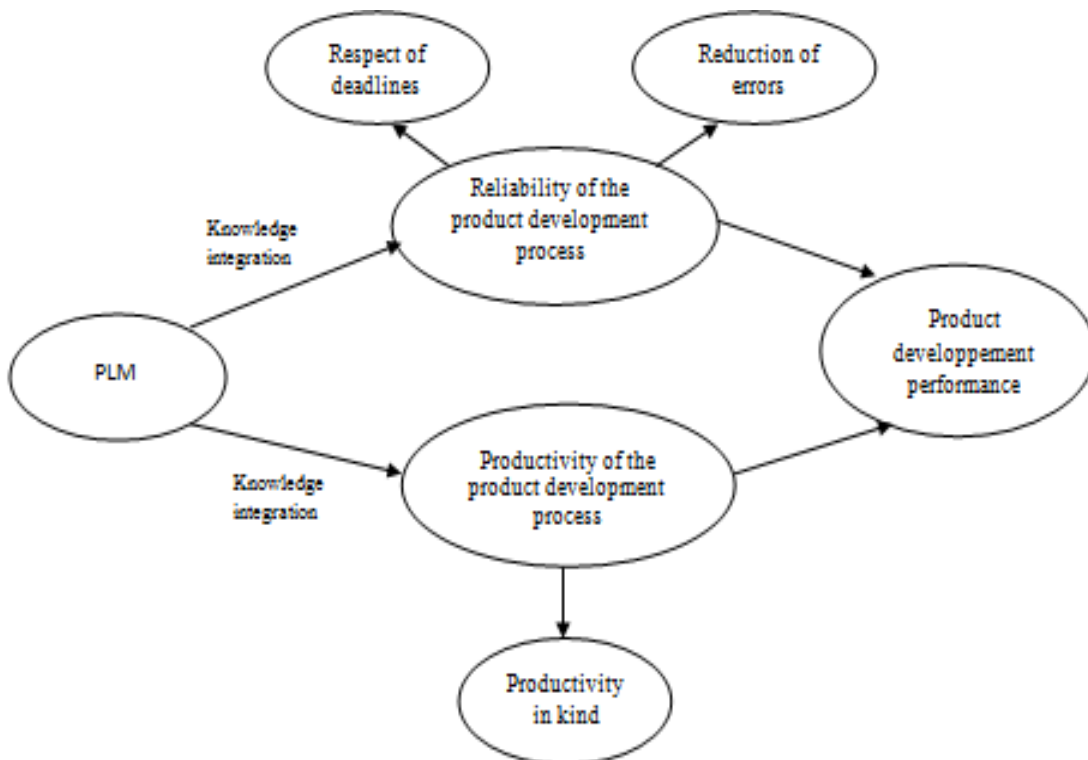 Respect of
deadlines
Reduction of
errors
Reliability of the
product development
process
Knowledge
integration
Product
developpement
performance
PLM
Productivity of the
product development
process
Knowledge
integration
Productivity
in kind